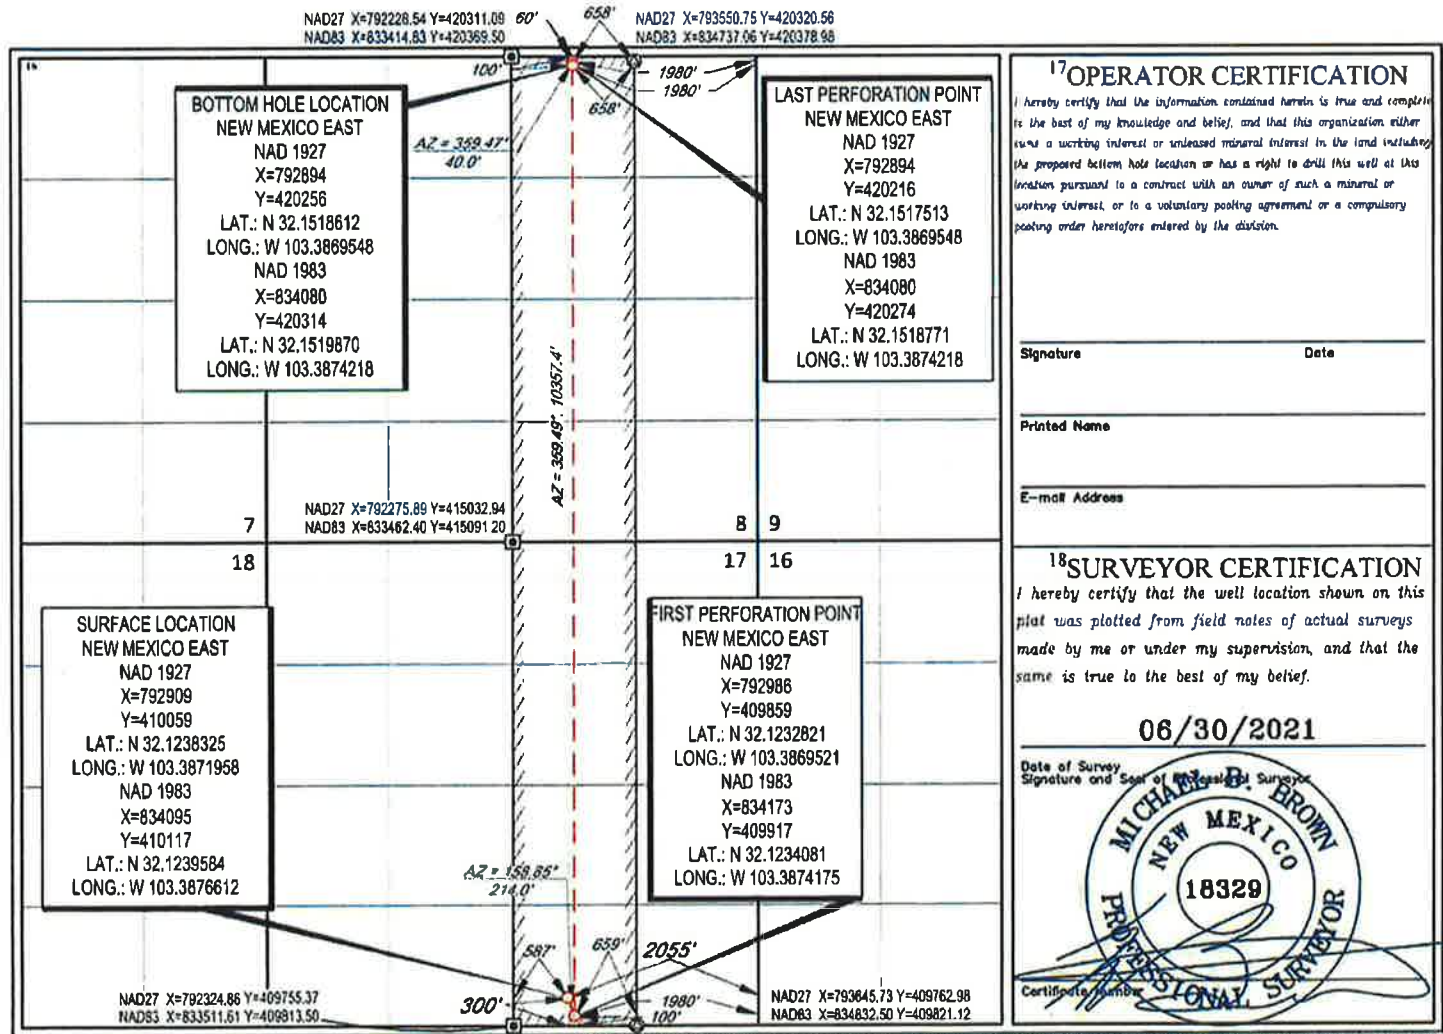 NAD27 X=792228.54 Y=420311.09
NAD83 X=833414.83 Y=420369.50
60'
658'
NAD27 X=793550.75 Y=420320.56
NAD83 X=834737.06 Y=420378.98
16
100'
1980'
1980'
658'
AZ = 359.47°
40.0'
BOTTOM HOLE LOCATION
NEW MEXICO EAST
NAD 1927
X=792894
Y=420256
LAT.: N 32.1518612
LONG.: W 103.3869548
NAD 1983
X=834080
Y=420314
LAT.: N 32.1519870
LONG.: W 103.3874218
LAST PERFORATION POINT
NEW MEXICO EAST
NAD 1927
X=792894
Y=420216
LAT.: N 32.1517513
LONG.: W 103.3869548
NAD 1983
X=834080
Y=420274
LAT.: N 32.1518771
LONG.: W 103.3874218
AZ = 359.49°, 10357.4'
NAD27 X=792275.89 Y=415032.94
NAD83 X=833462.40 Y=415091.20
7
8 9
18
17 16
SURFACE LOCATION
NEW MEXICO EAST
NAD 1927
X=792909
Y=410059
LAT.: N 32.1238325
LONG.: W 103.3871958
NAD 1983
X=834095
Y=410117
LAT.: N 32.1239584
LONG.: W 103.3876612
FIRST PERFORATION POINT
NEW MEXICO EAST
NAD 1927
X=792986
Y=409859
LAT.: N 32.1232821
LONG.: W 103.3869521
NAD 1983
X=834173
Y=409917
LAT.: N 32.1234081
LONG.: W 103.3874175
AZ = 158.85°
214.0'
587'
659'
2055'
300'
1980'
100'
NAD27 X=792324.86 Y=409755.37
NAD83 X=833511.61 Y=409813.50
NAD27 X=793645.73 Y=409762.98
NAD83 X=834832.50 Y=409821.12
17OPERATOR CERTIFICATION
I hereby certify that the information contained herein is true and complete
to the best of my knowledge and belief, and that this organization either
owns a working interest or unleased mineral interest in the land including
the proposed bottom hole location or has a right to drill this well at this
location pursuant to a contract with an owner of such a mineral or
working interest, or to a voluntary pooling agreement or a compulsory
pooling order heretofore entered by the division.
Signature Date
Printed Name
E-mail Address
18SURVEYOR CERTIFICATION
I hereby certify that the well location shown on this
plat was plotted from field notes of actual surveys
made by me or under my supervision, and that the
same is true to the best of my belief.
06/30/2021
Date of Survey
Signature and Seal of Professional Surveyor
MICHAEL B. BROWN
NEW MEXICO
18329
PROFESSIONAL SURVEYOR
Certificate Number